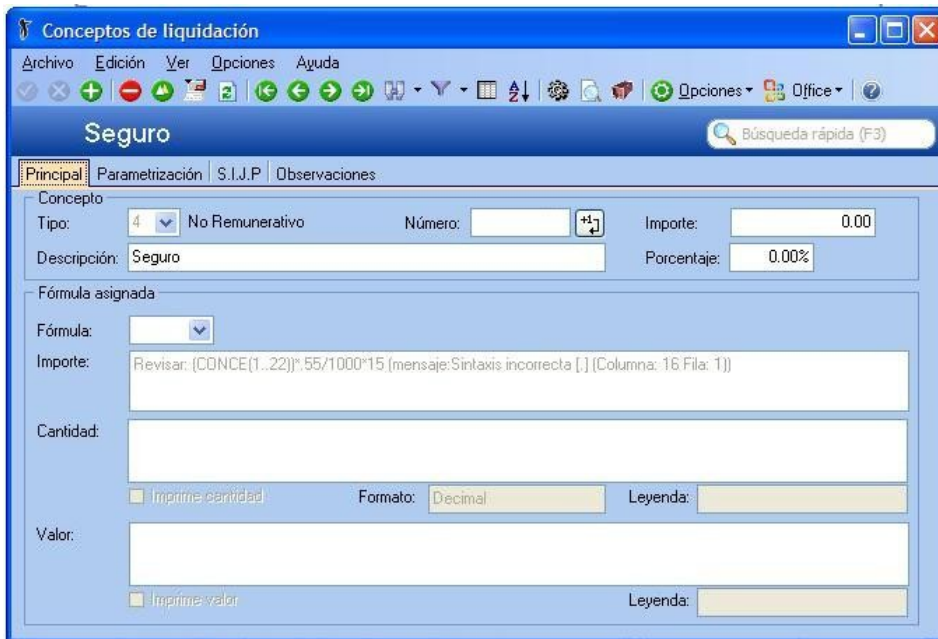 Conceptos de liquidación
Archivo Edición Ver Opciones Ayuda
Opciones Office
Seguro Búsqueda rápida (F3)
Principal Parametrización S.I.J.P Observaciones
Concepto
Tipo: 4 No Remunerativo Número: +1 Importe: 0.00
Descripción: Seguro Porcentaje: 0.00%
Fórmula asignada
Fórmula:
Importe: Revisar: (CONCE(1..22))*.55/1000*15 (mensaje:Sintaxis incorrecta [.] (Columna: 16 Fila: 1))
Cantidad:
Imprime cantidad Formato: Decimal Leyenda:
Valor:
Imprime valor Leyenda: